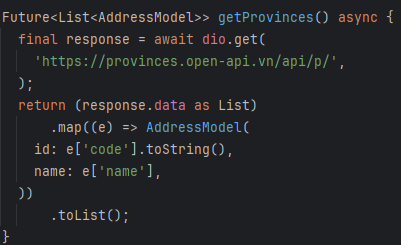 Future<List<AddressModel>> getProvinces() async {
  final response = await dio.get(
    'https://provinces.open-api.vn/api/p/',
  );
  return (response.data as List)
      .map((e) => AddressModel(
    id: e['code'].toString(),
    name: e['name'],
  ))
      .toList();
}